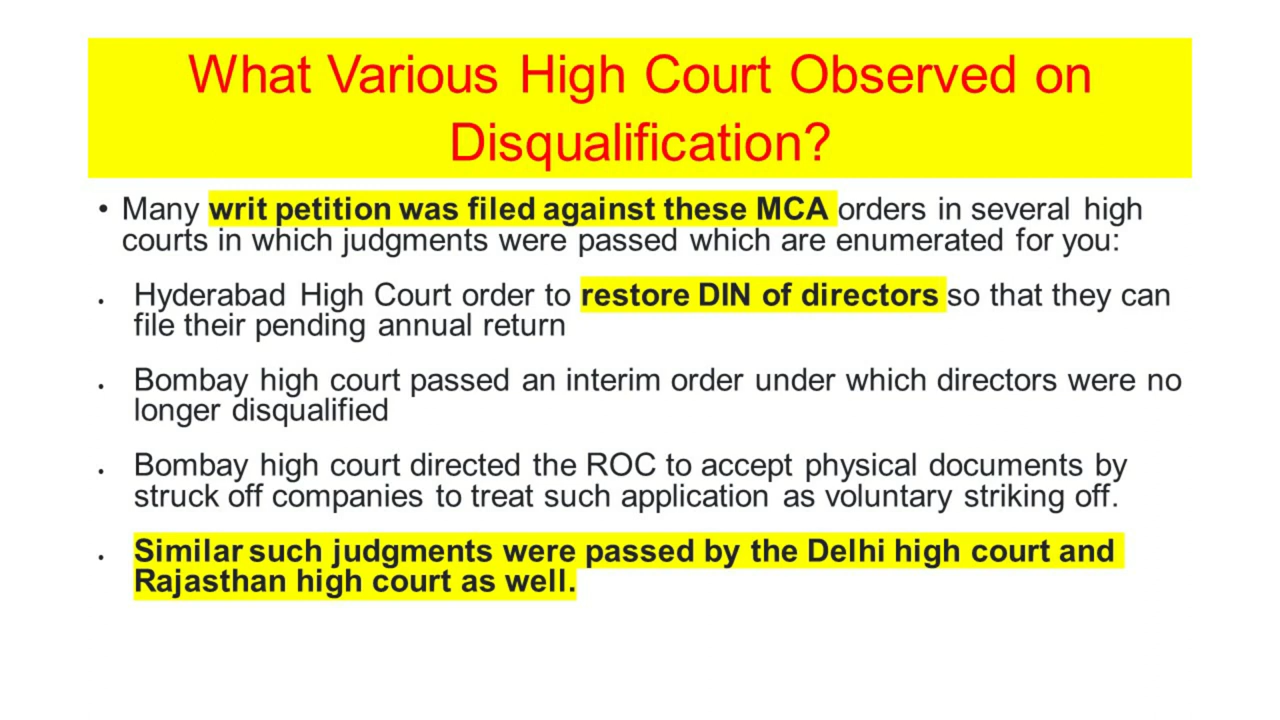 What Various High Court Observed on
Disqualification?
• Many writ petition was filed against these MCA orders in several high
courts in which judgments were passed which are enumerated for you:
• Hyderabad High Court order to restore DIN of directors so that they can
file their pending annual return
• Bombay high court passed an interim order under which directors were no
longer disqualified
• Bombay high court directed the ROC to accept physical documents by
struck off companies to treat such application as voluntary striking off.
• Similar such judgments were passed by the Delhi high court and
Rajasthan high court as well.